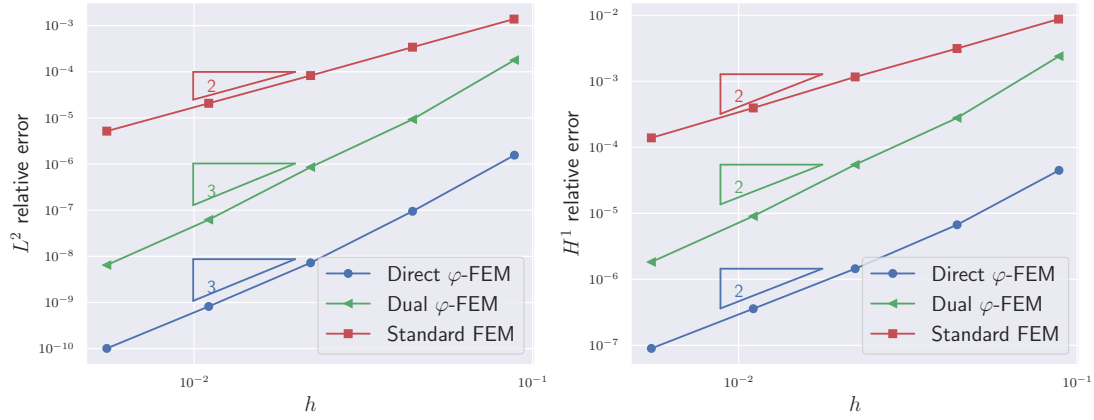 10⁻³
10⁻⁴
10⁻⁵
10⁻⁶
10⁻⁷
10⁻⁸
10⁻⁹
10⁻¹⁰
L² relative error
2
3
3
Direct φ-FEM
Dual φ-FEM
Standard FEM
10⁻²
10⁻¹
h
10⁻²
10⁻³
10⁻⁴
10⁻⁵
10⁻⁶
10⁻⁷
H¹ relative error
2
2
2
Direct φ-FEM
Dual φ-FEM
Standard FEM
10⁻²
10⁻¹
h